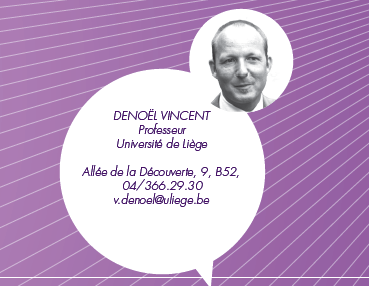 DENOËL VINCENT
Professeur
Université de Liège
Allée de la Découverte, 9, B52,
04/366.29.30
v.denoel@uliege.be